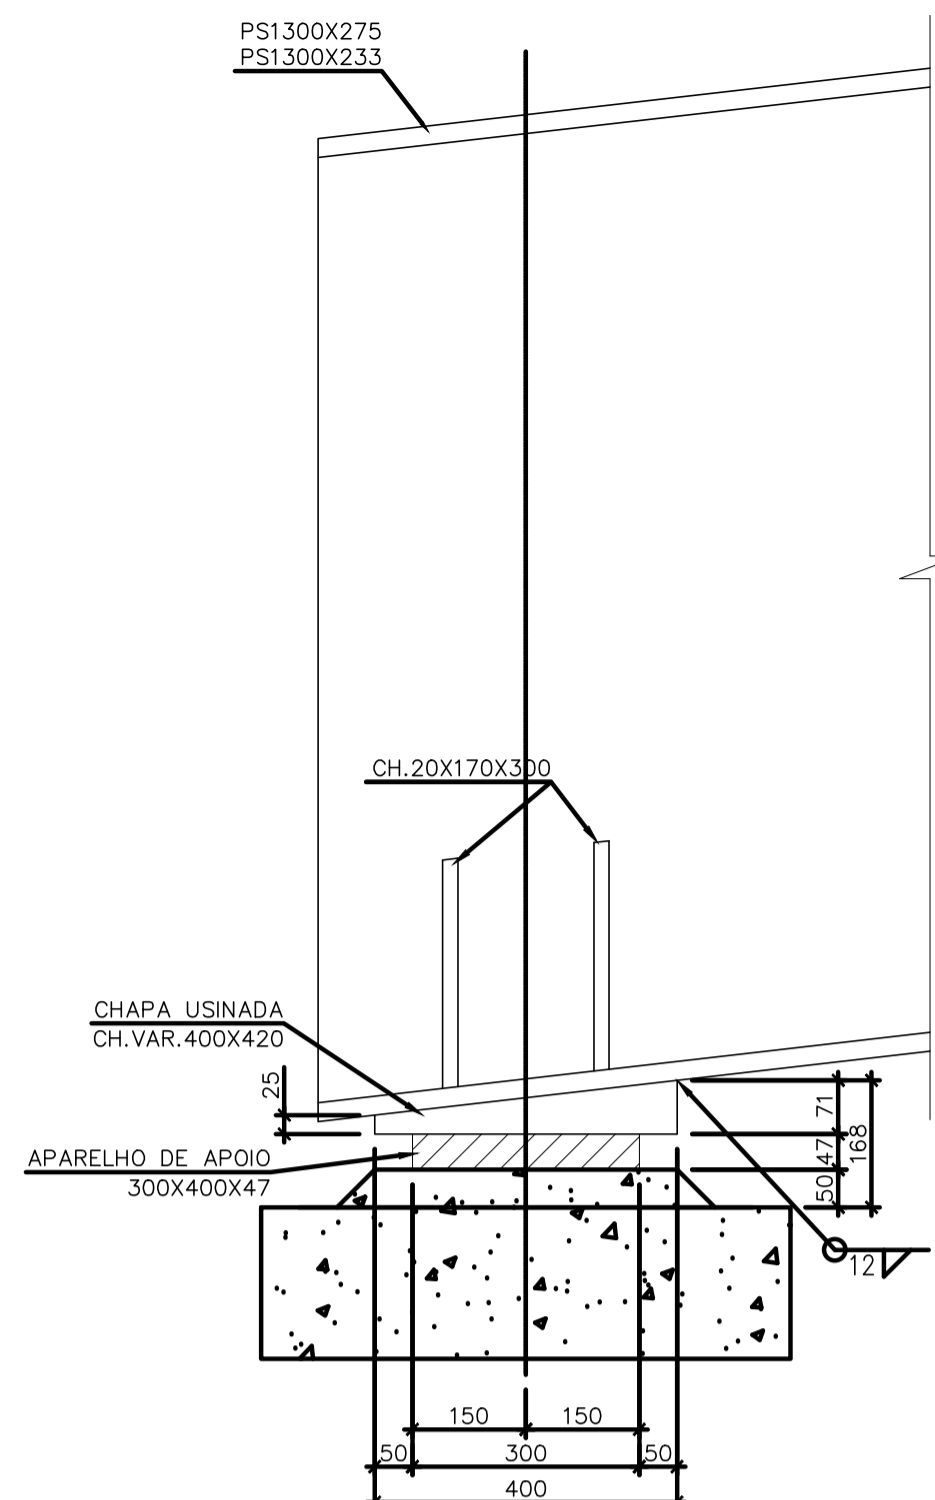 PS1300X275
PS1300X233
CH.20X170X300
CHAPA USINADA
CH.VAR.400X420
25
71
47
50
168
APARELHO DE APOIO
300X400X47
12
150
150
50
300
50
400